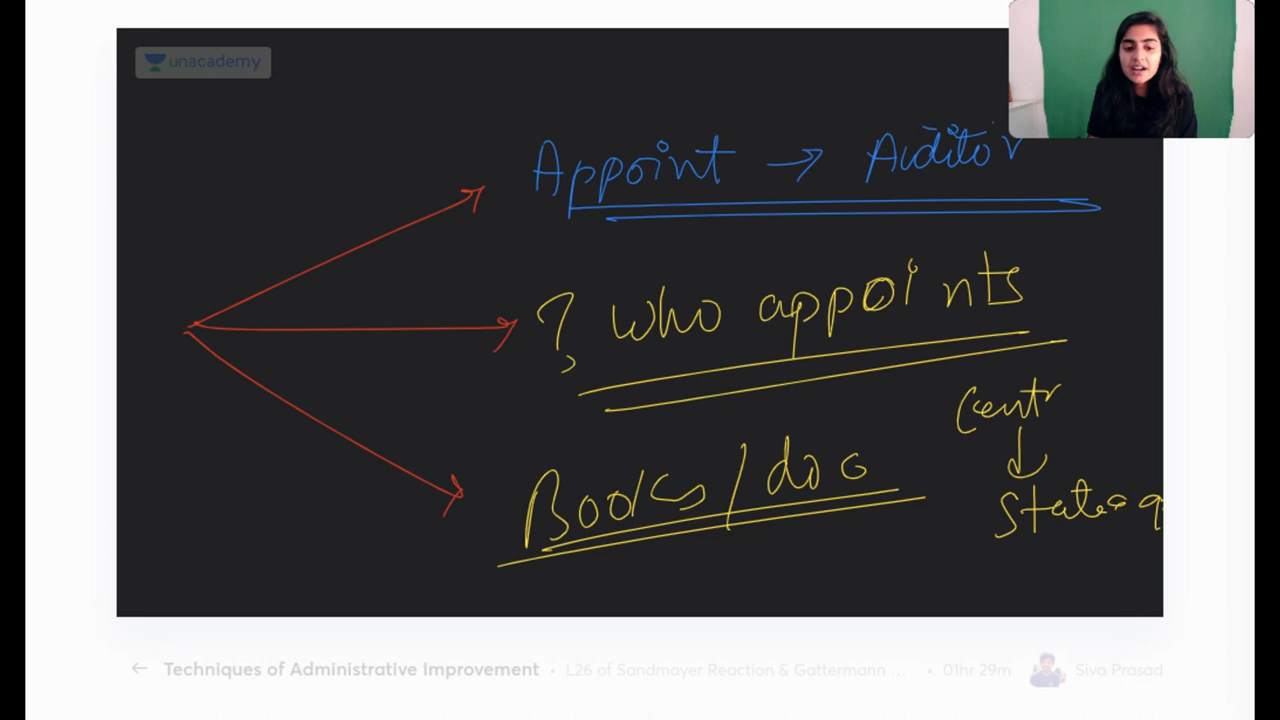 unacademy
Appoint → Auditor
? who appoints
Centr
↓
Books/doc
State
← Techniques of Administrative Improvement • L26 of Sandmayer Reaction & Gattermann ... • 01hr 29m Siva Prasad